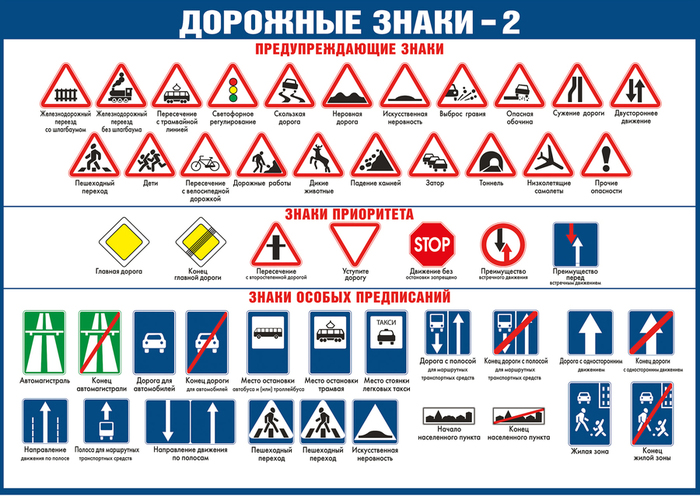 ДОРОЖНЫЕ ЗНАКИ – 2
ПРЕДУПРЕЖДАЮЩИЕ ЗНАКИ
Железнодорожный переезд со шлагбаумом
Железнодорожный переезд без шлагбаума
Пересечение с трамвайной линией
Светофорное регулирование
Скользкая дорога
Неровная дорога
Искусственная неровность
Выброс гравия
Опасная обочина
Сужение дороги
Двустороннее движение
Пешеходный переход
Дети
Пересечение с велосипедной дорожкой
Дорожные работы
Дикие животные
Падение камней
Затор
Тоннель
Низколетящие самолеты
Прочие опасности
ЗНАКИ ПРИОРИТЕТА
STOP
Главная дорога
Конец главной дороги
Пересечение с второстепенной дорогой
Уступите дорогу
Движение без остановки запрещено
Преимущество встречного движения
Преимущество перед встречным движением
ЗНАКИ ОСОБЫХ ПРЕДПИСАНИЙ
ТАКСИ
Автомагистраль
Конец автомагистрали
Дорога для автомобилей
Конец дороги для автомобилей
Место остановки автобуса и (или) троллейбуса
Место остановки трамвая
Место стоянки легковых такси
Дорога с полосой для маршрутных транспортных средств
Конец дороги с полосой для маршрутных транспортных средств
Дорога с односторонним движением
Конец дороги с односторонним движением
Направление движения по полосе
Полоса для маршрутных транспортных средств
Направление движения по полосам
Пешеходный переход
Пешеходный переход
Искусственная неровность
Начало населенного пункта
Конец населенного пункта
Жилая зона
Конец жилой зоны